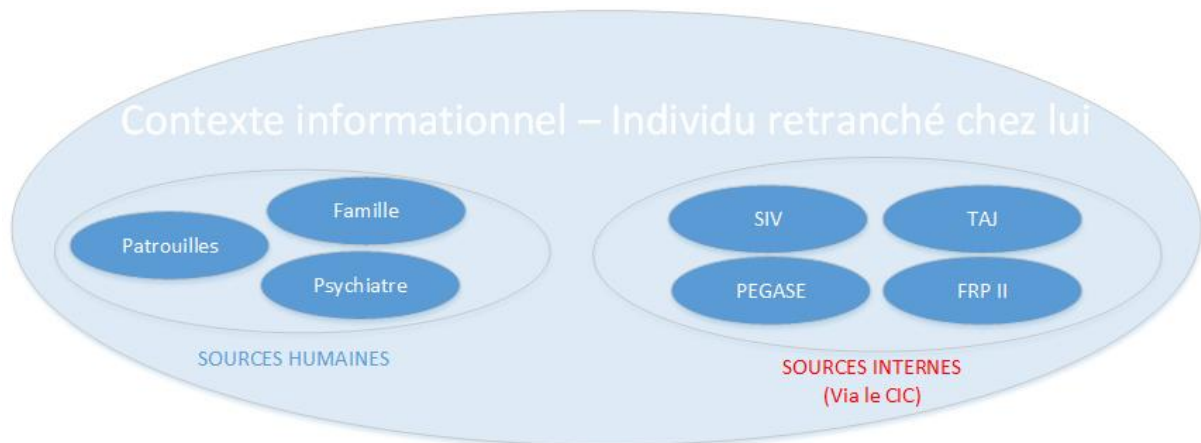 Contexte informationnel – Individu retranché chez lui
Famille
Patrouilles
Psychiatre
SOURCES HUMAINES
SIV
TAJ
PEGASE
FRP II
SOURCES INTERNES
(Via le CIC)